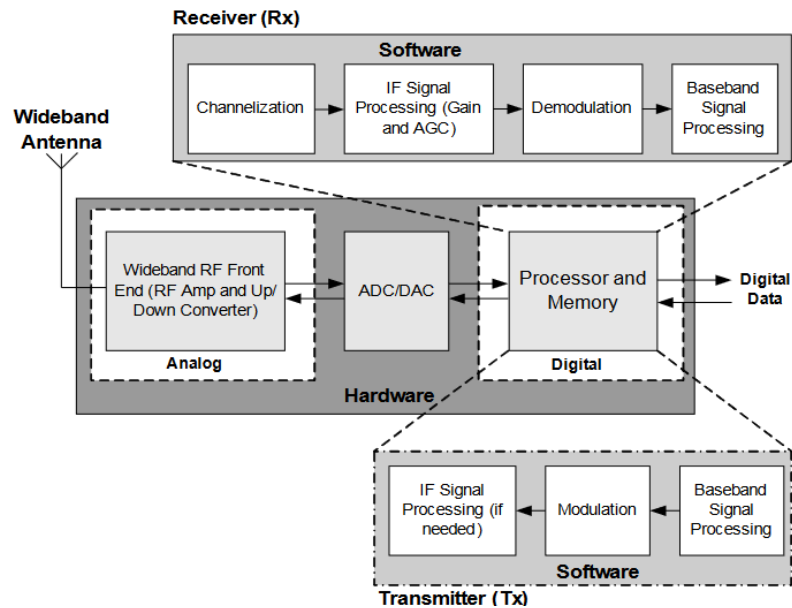 Receiver (Rx)
Software
Channelization
IF Signal
Processing (Gain
and AGC)
Demodulation
Baseband
Signal
Processing
Wideband
Antenna
Wideband RF Front
End (RF Amp and Up/
Down Converter)
Analog
ADC/DAC
Processor and
Memory
Digital
Digital
Data
Hardware
IF Signal
Processing (if
needed)
Modulation
Baseband
Signal
Processing
Software
Transmitter (Tx)